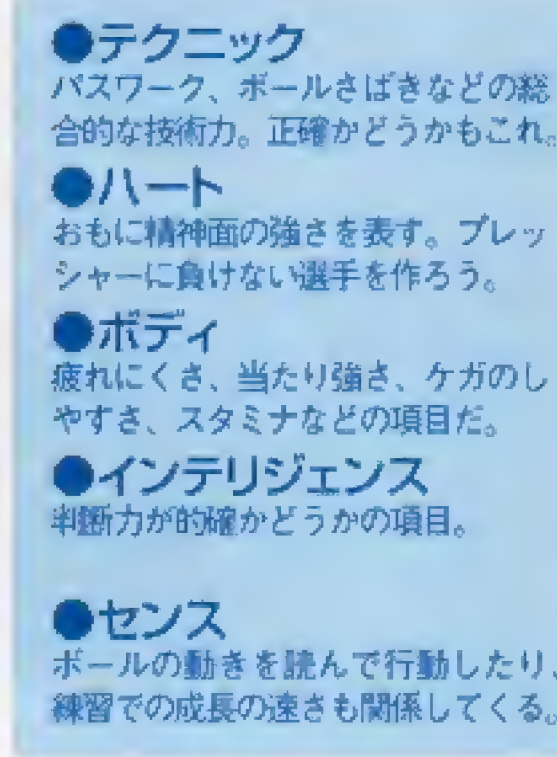 ●テクニック
パスワーク、ボールさばきなどの総
合的な技術力。正確かどうかもこれ。
●ハート
おもに精神面の強さを表す。プレッ
シャーに負けない選手を作ろう。
●ボディ
疲れにくさ、当たり強さ、ケガのし
やすさ、スタミナなどの項目だ。
●インテリジェンス
判断力が的確かどうかの項目。
●センス
ボールの動きを読んで行動したり、
練習での成長の速さも関係してくる。